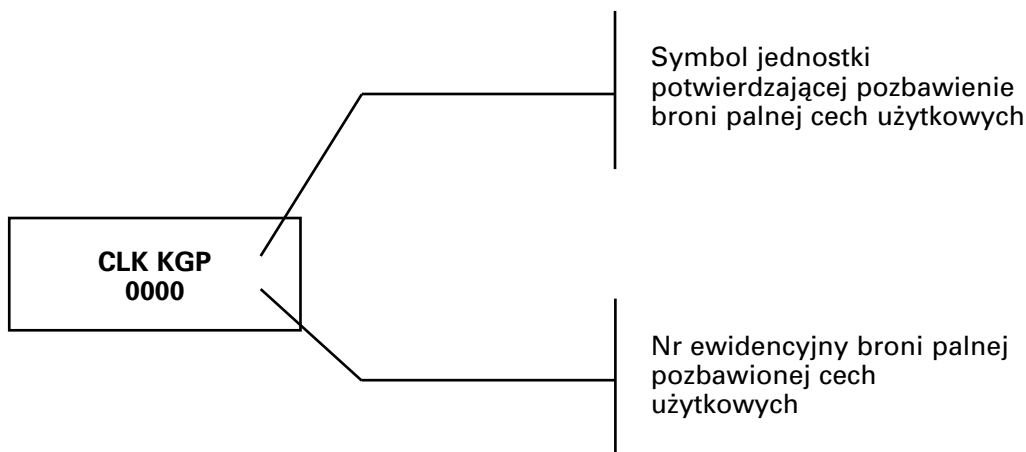 Symbol jednostki
potwierdzającej pozbawienie
broni palnej cech użytkowych
CLK KGP
0000
Nr ewidencyjny broni palnej
pozbawionej cech
użytkowych